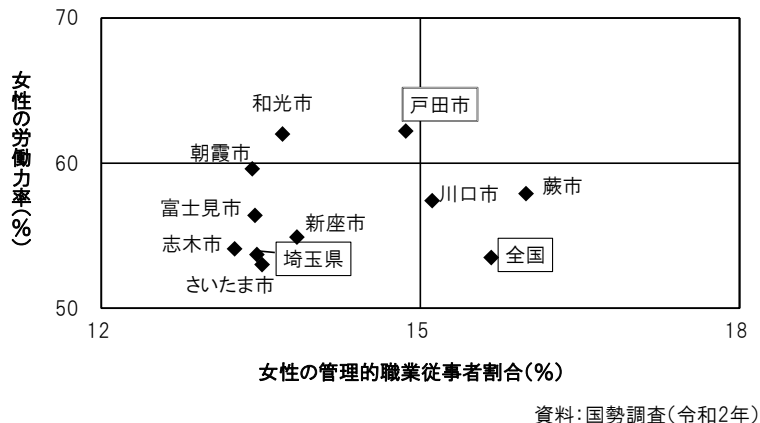 70
60
50
女性の労働力率(%)
和光市
戸田市
朝霞市
川口市
蕨市
富士見市
新座市
志木市
埼玉県
全国
さいたま市
12
15
18
女性の管理的職業従事者割合(%)
資料:国勢調査(令和2年)